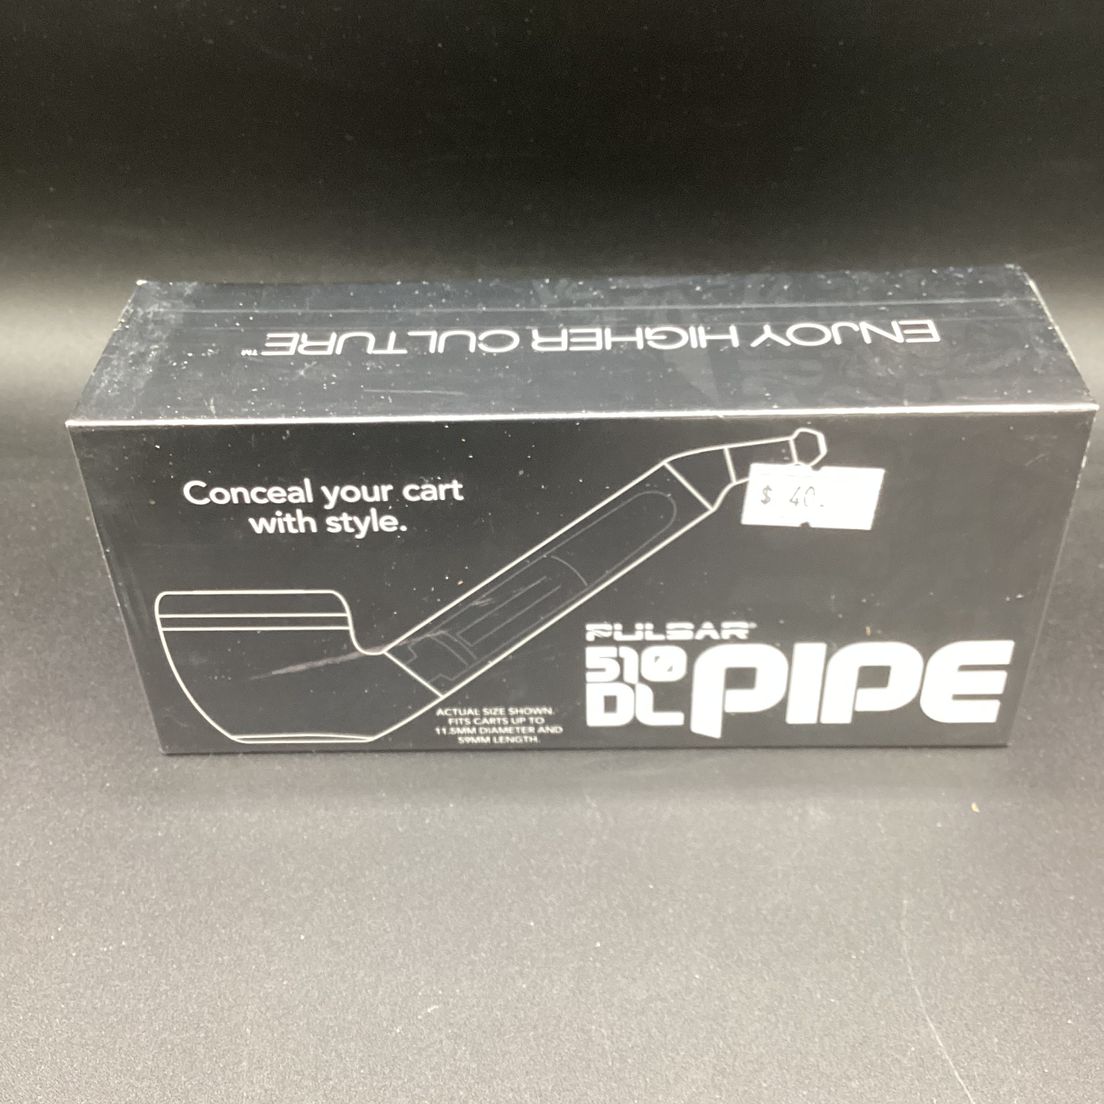 ENJOY HIGHER CULTURE™
Conceal your cart
with style.
$ 40.
PULSAR®
510
DL PIPE
ACTUAL SIZE SHOWN.
FITS CARTS UP TO
11.5MM DIAMETER AND
59MM LENGTH.